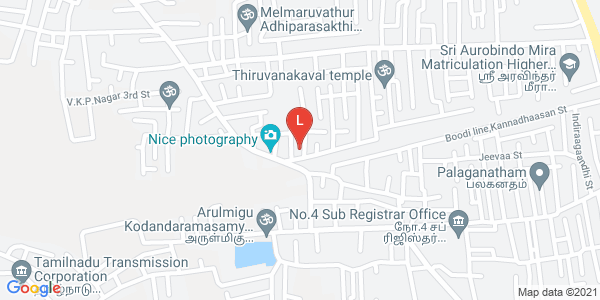 Melmaruvathur
Adhiparasakthi...
Sri Aurobindo Mira
Matriculation Higher...
ஸ்ரீ அரவிந்தர்
மீரா...
Thiruvanakaval temple
V.K.P.Nagar 3rd St
L
Nice photography
Boodi line,Kannadhaasan St
Indiraagaandhi St
Jeevaa St
Palaganatham
பலகனதம்
Arulmigu
Kodandaramasamy...
அருள்மிகு
No.4 Sub Registrar Office
நோ.4 சப்
ரிஜிஸ்தர்...
Tamilnadu Transmission
Corporation
Map data ©2021